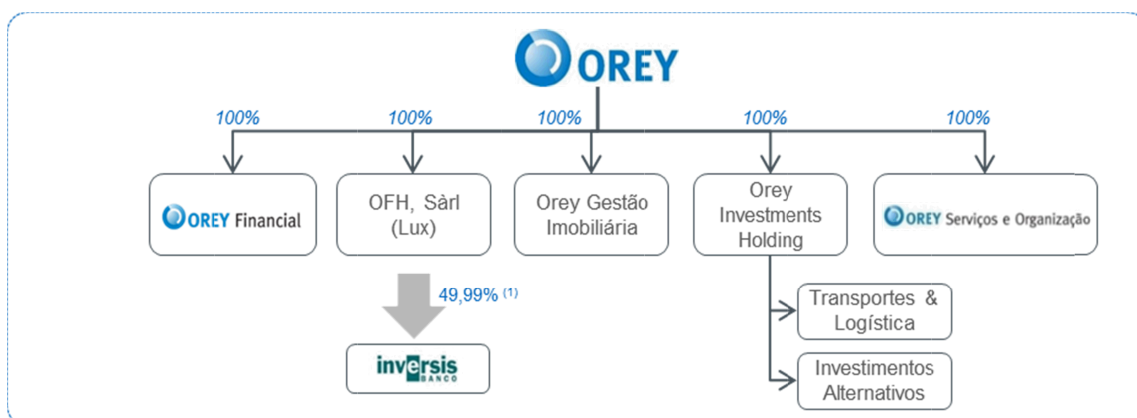 OREY
100% 100% 100% 100% 100%
OREY Financial
OFH, Sàrl
(Lux)
Orey Gestão
Imobiliária
Orey
Investments
Holding
OREY Serviços e Organização
49,99% (1)
inversis
BANCO
Transportes &
Logística
Investimentos
Alternativos